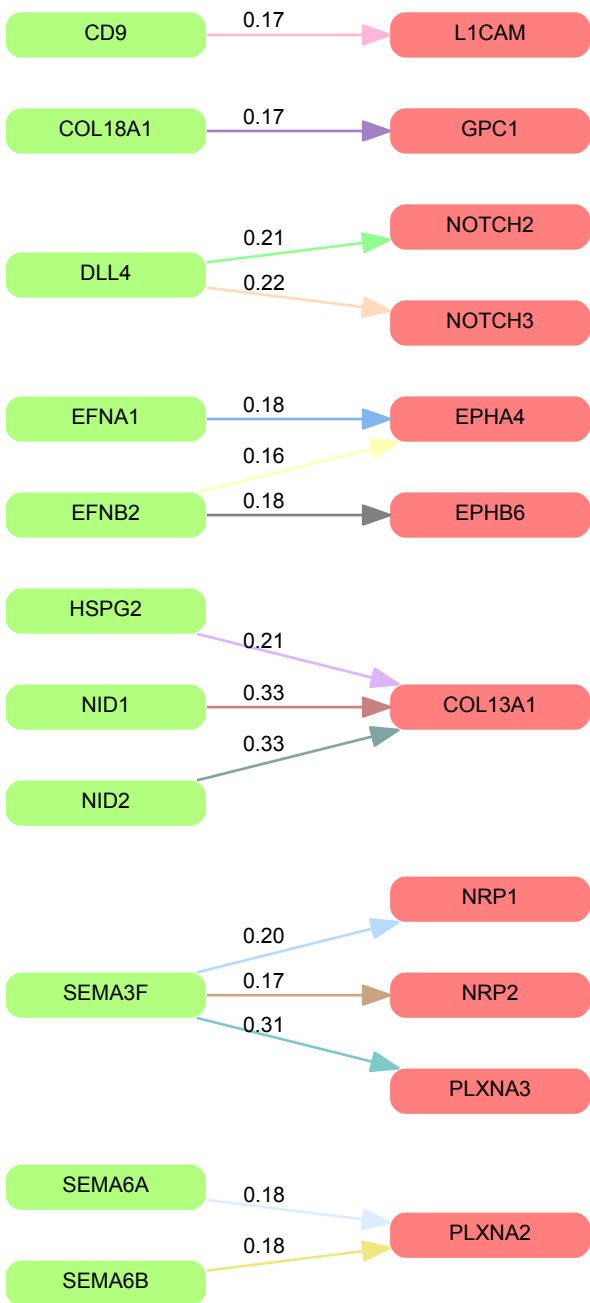 CD9 0.17 L1CAM
COL18A1 0.17 GPC1
NOTCH2
0.21
DLL4
0.22
NOTCH3
EFNA1 0.18 EPHA4
0.16
EFNB2 0.18 EPHB6
HSPG2
0.21
NID1 0.33 COL13A1
0.33
NID2
NRP1
0.20
SEMA3F 0.17 NRP2
0.31
PLXNA3
SEMA6A 0.18
PLXNA2
0.18
SEMA6B